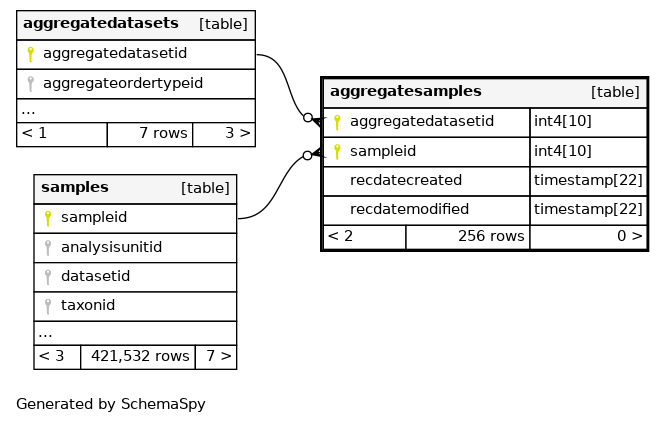 aggregatedatasets [table]
aggregatedatasetid
aggregateordertypeid
...
< 1 7 rows 3 >
aggregatesamples [table]
aggregatedatasetid int4[10]
sampleid int4[10]
recdatecreated timestamp[22]
recdatemodified timestamp[22]
< 2 256 rows 0 >
samples [table]
sampleid
analysisunitid
datasetid
taxonid
...
< 3 421,532 rows 7 >
Generated by SchemaSpy